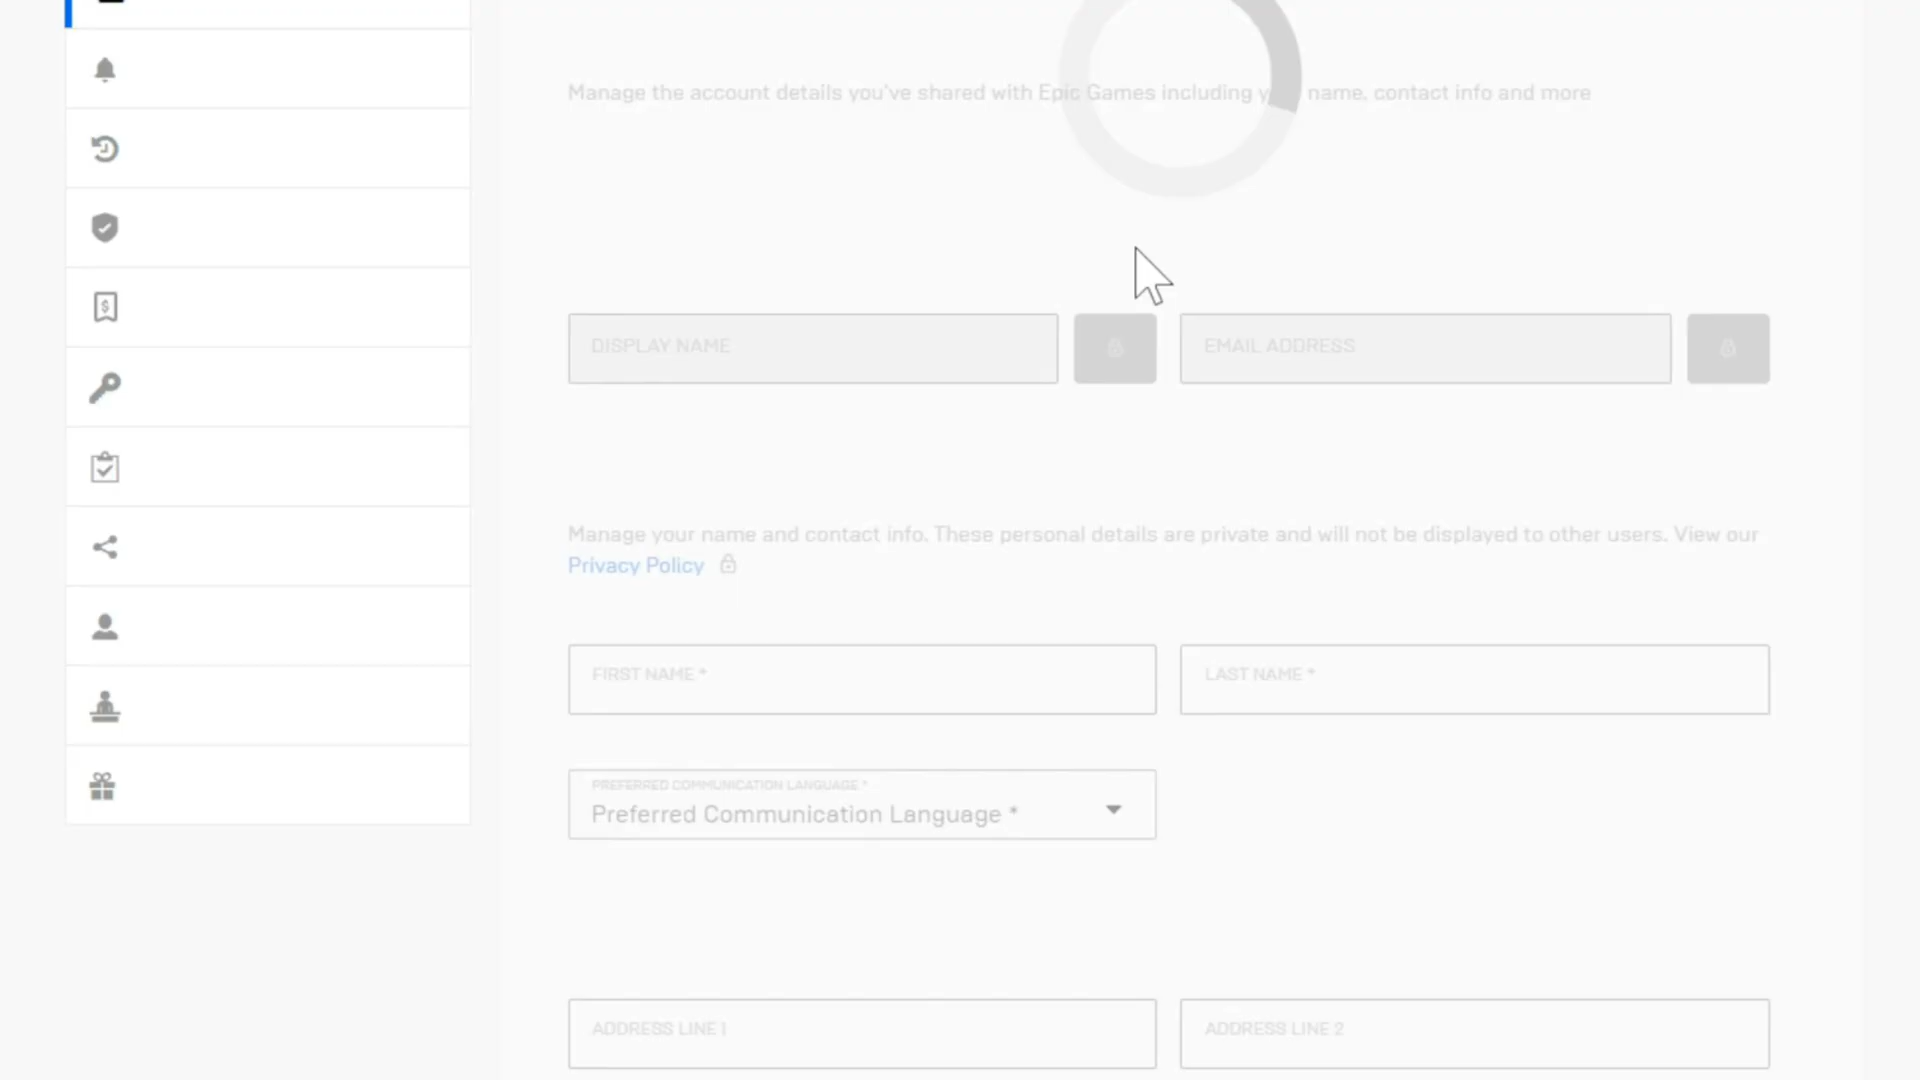 Manage the account details you've shared with Epic Games including y name, contact info and more
DISPLAY NAME
EMAIL ADDRESS
Manage your name and contact info. These personal details are private and will not be displayed to other users. View our
Privacy Policy
FIRST NAME *
LAST NAME *
PREFERRED COMMUNICATION LANGUAGE *
Preferred Communication Language *
ADDRESS LINE 1
ADDRESS LINE 2